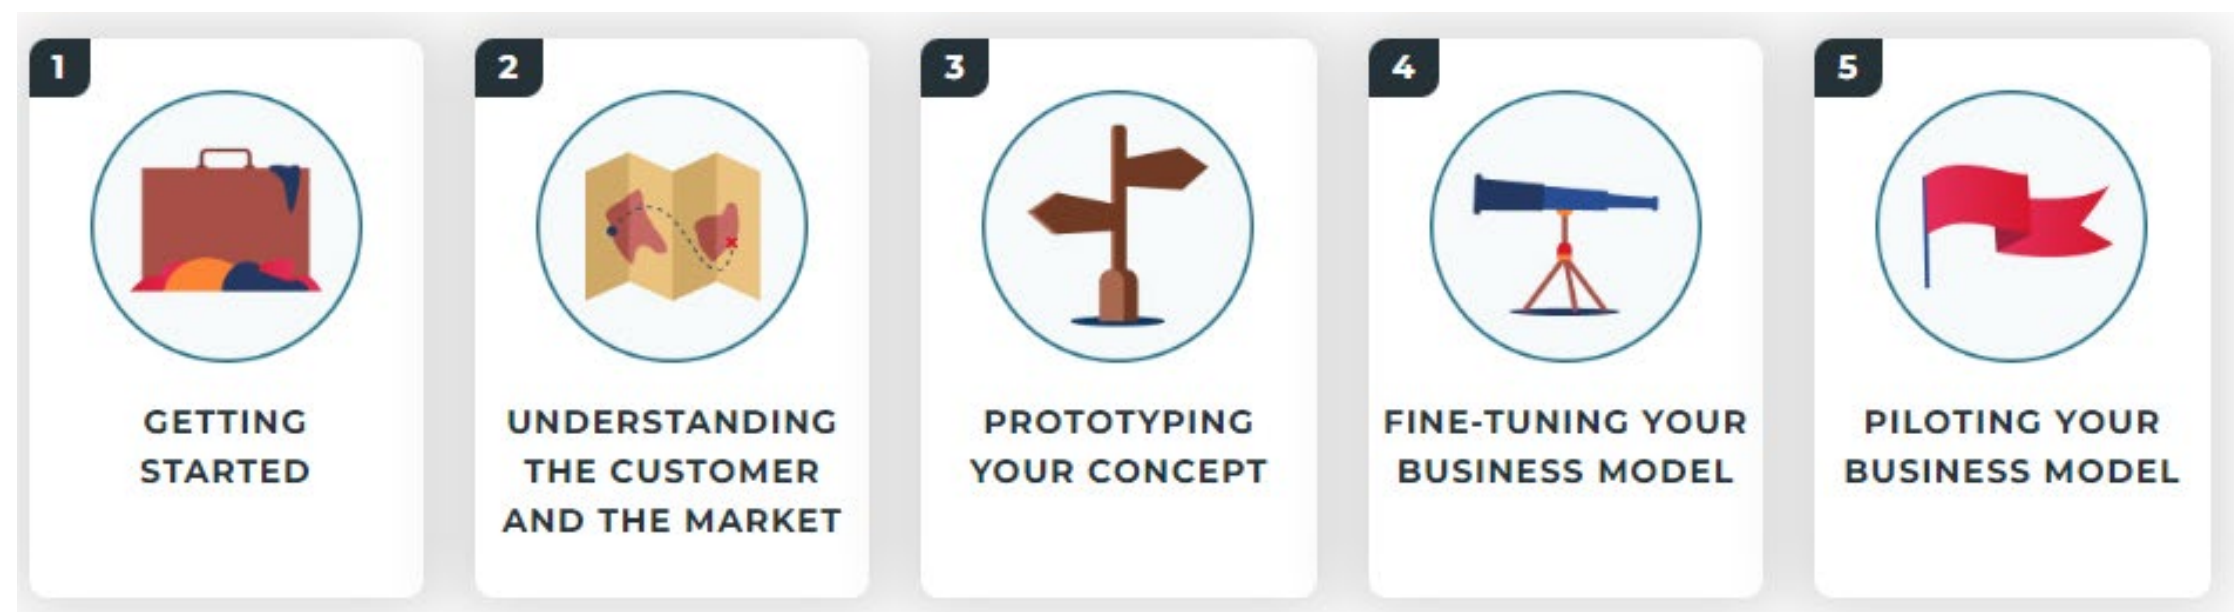 1
GETTING
STARTED
2
UNDERSTANDING
THE CUSTOMER
AND THE MARKET
3
PROTOTYPING
YOUR CONCEPT
4
FINE-TUNING YOUR
BUSINESS MODEL
5
PILOTING YOUR
BUSINESS MODEL